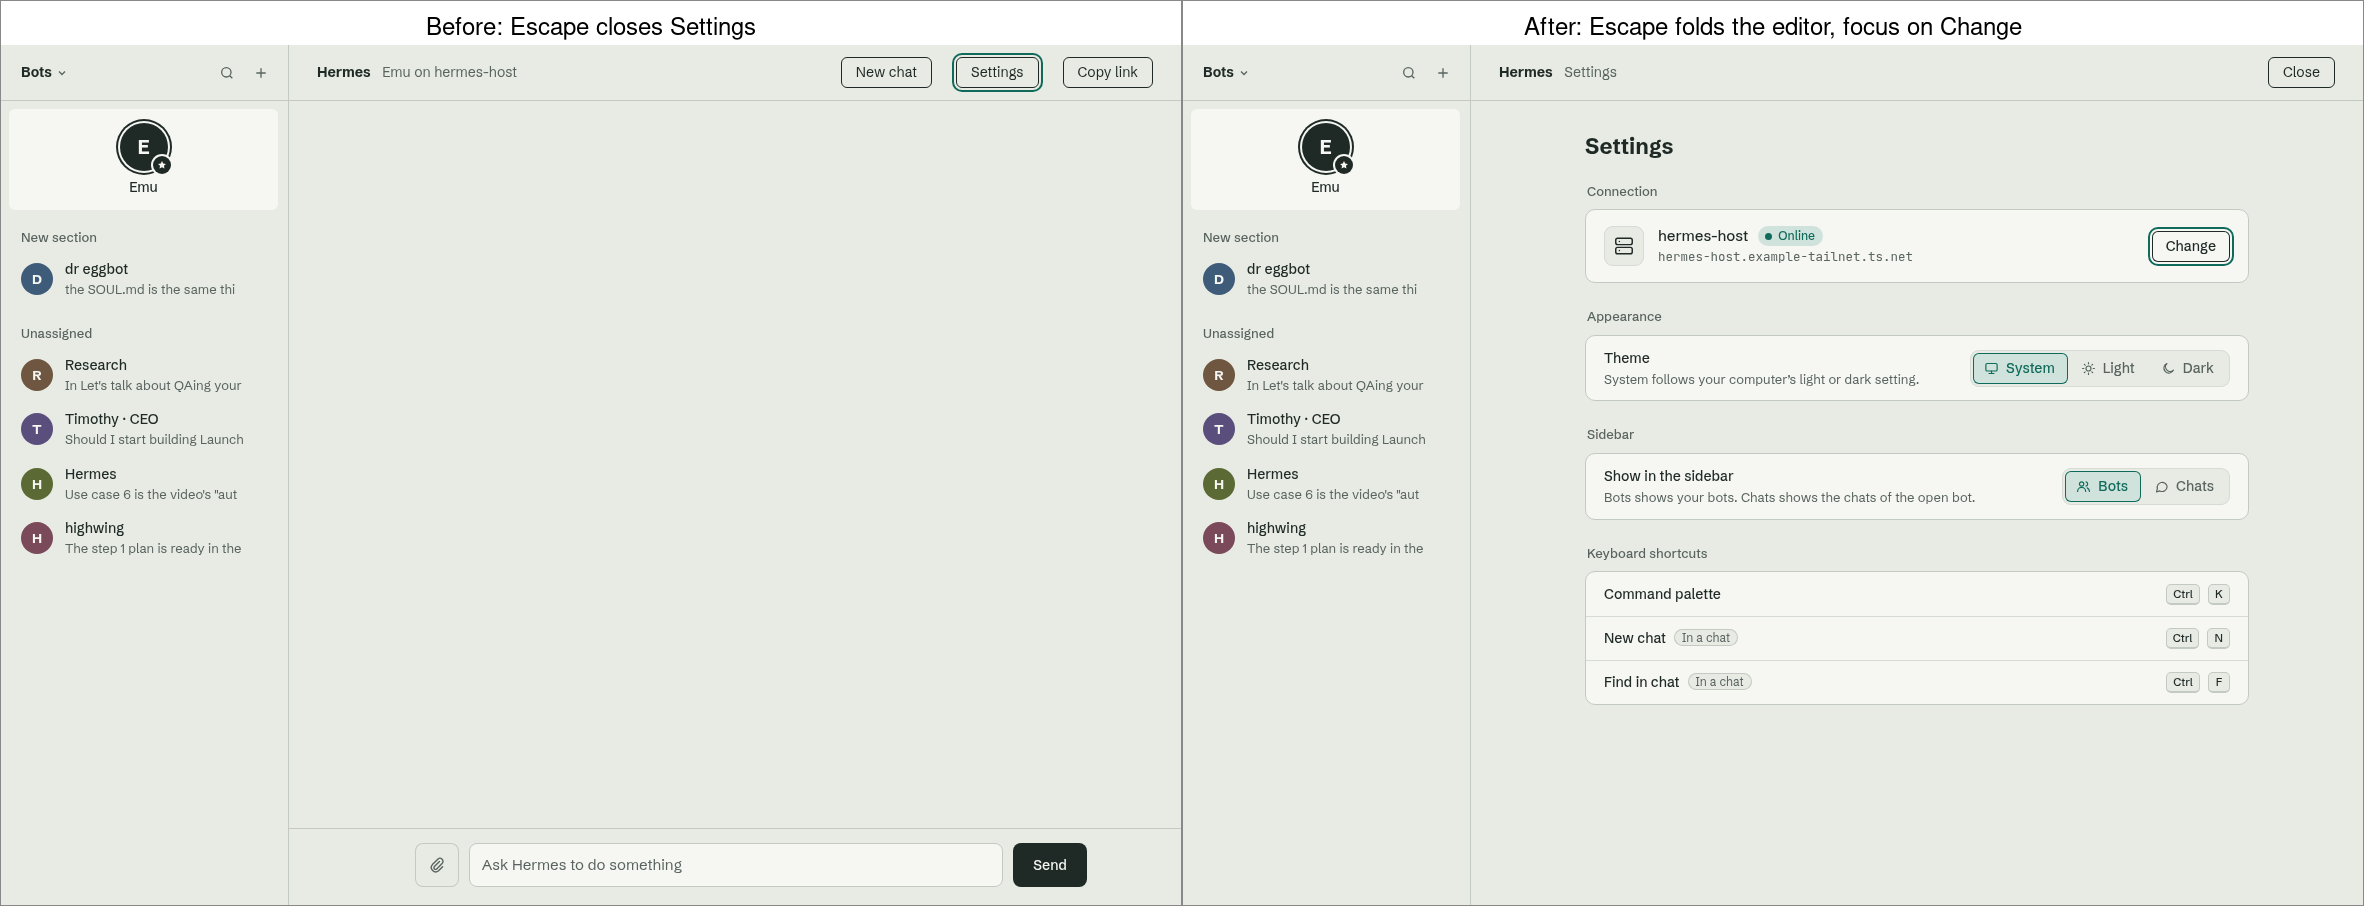 Before: Escape closes Settings
Bots
Hermes Emu on hermes-host
New chat
Settings
Copy link
E
Emu
New section
D
dr eggbot
the SOUL.md is the same thi
Unassigned
R
Research
In Let's talk about QAing your
T
Timothy · CEO
Should I start building Launch
H
Hermes
Use case 6 is the video's "aut
H
highwing
The step 1 plan is ready in the
Ask Hermes to do something
Send
After: Escape folds the editor, focus on Change
Bots
Hermes Settings
Close
E
Emu
New section
D
dr eggbot
the SOUL.md is the same thi
Unassigned
R
Research
In Let's talk about QAing your
T
Timothy · CEO
Should I start building Launch
H
Hermes
Use case 6 is the video's "aut
H
highwing
The step 1 plan is ready in the
Settings
Connection
hermes-host Online
hermes-host.example-tailnet.ts.net
Change
Appearance
Theme
System follows your computer's light or dark setting.
System Light Dark
Sidebar
Show in the sidebar
Bots shows your bots. Chats shows the chats of the open bot.
Bots Chats
Keyboard shortcuts
Command palette Ctrl K
New chat In a chat Ctrl N
Find in chat In a chat Ctrl F